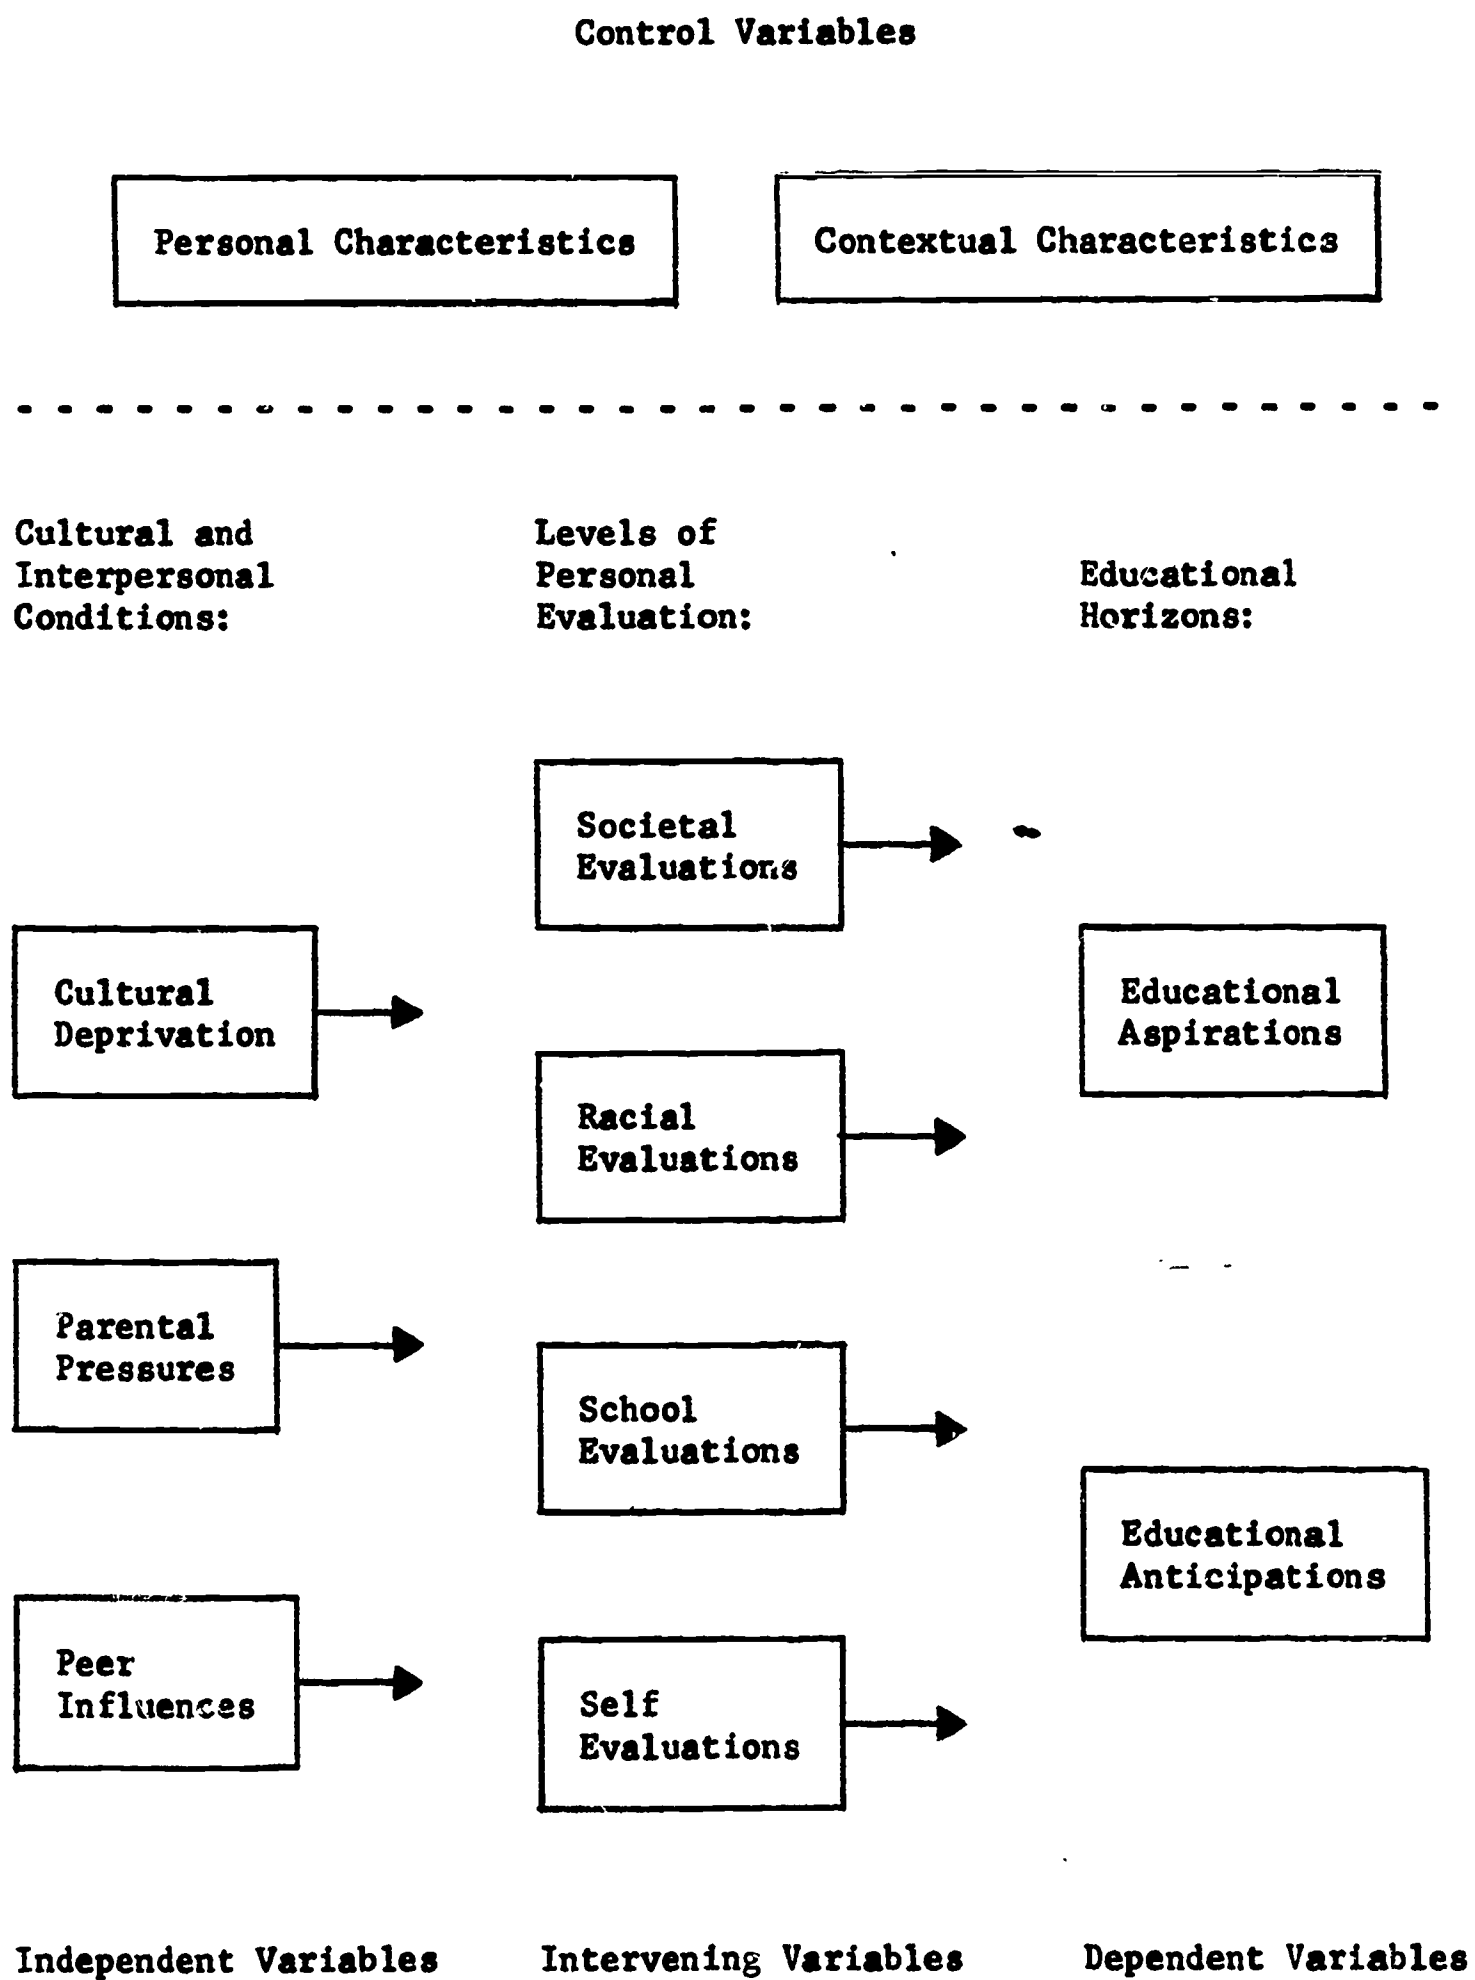 Control Variables
Personal Characteristics
Contextual Characteristics
Cultural and
Interpersonal
Conditions:
Levels of
Personal
Evaluation:
Educational
Horizons:
Societal
Evaluations
Cultural
Deprivation
Educational
Aspirations
Racial
Evaluations
Parental
Pressures
School
Evaluations
Educational
Anticipations
Peer
Influences
Self
Evaluations
Independent Variables
Intervening Variables
Dependent Variables